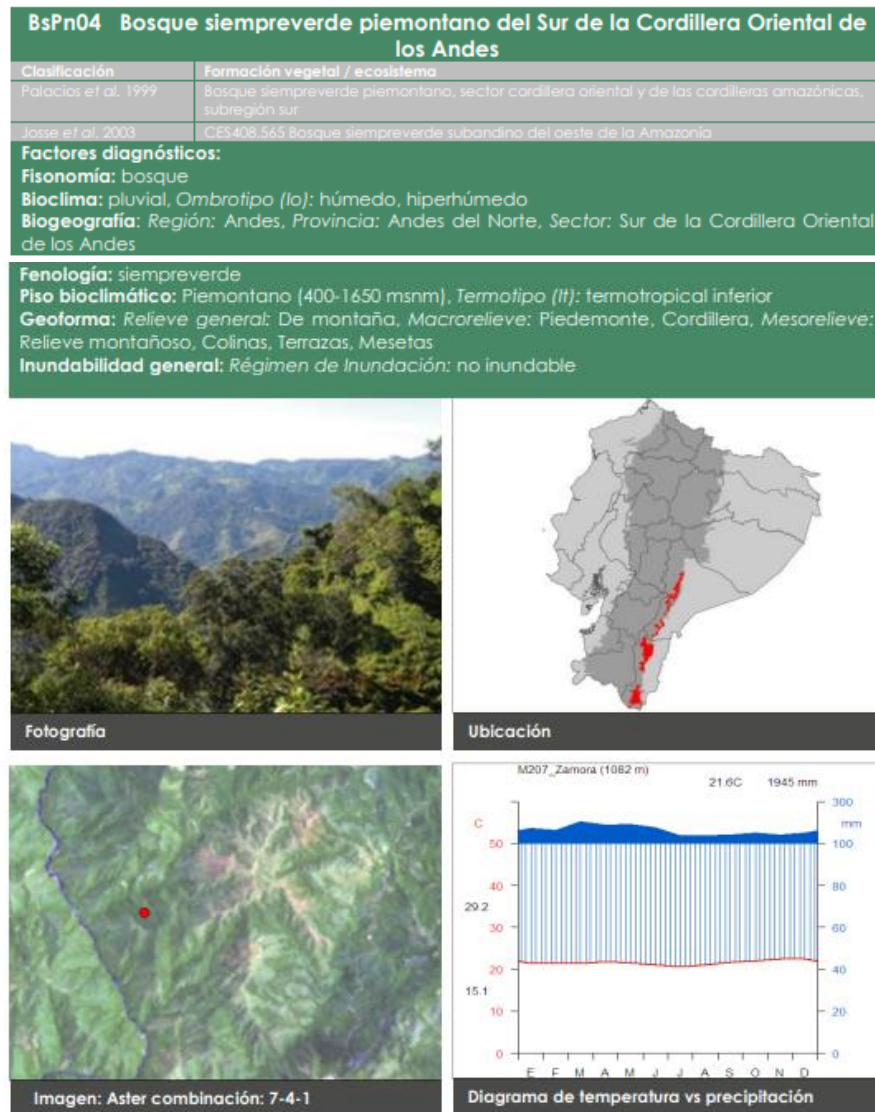 BsPn04 Bosque siempreverde piemontano del Sur de la Cordillera Oriental de
los Andes
Clasificación Formación vegetal / ecosistema
Palacios et al. 1999 Bosque siempreverde piemontano, sector cordillera oriental y de las cordilleras amazónicas,
subregión sur
Josse et al. 2003 CES408.565 Bosque siempreverde subandino del oeste de la Amazonía
Factores diagnósticos:
Fisonomía: bosque
Bioclima: pluvial, Ombrotipo (Io): húmedo, hiperhúmedo
Biogeografía: Región: Andes, Provincia: Andes del Norte, Sector: Sur de la Cordillera Oriental
de los Andes
Fenología: siempreverde
Piso bioclimático: Piemontano (400-1650 msnm), Termotipo (It): termotropical inferior
Geoforma: Relieve general: De montaña, Macrorelieve: Piedemonte, Cordillera, Mesorelieve:
Relieve montañoso, Colinas, Terrazas, Mesetas
Inundabilidad general: Régimen de Inundación: no inundable
Fotografía
Ubicación
Imagen: Aster combinación: 7-4-1
M207_Zamora (1082 m)
21.6C 1945 mm
300
C mm
50 100
40 80
29.2
30 60
20 40
15.1
10 20
0 0
E F M A M J J A S O N D
Diagrama de temperatura vs precipitación